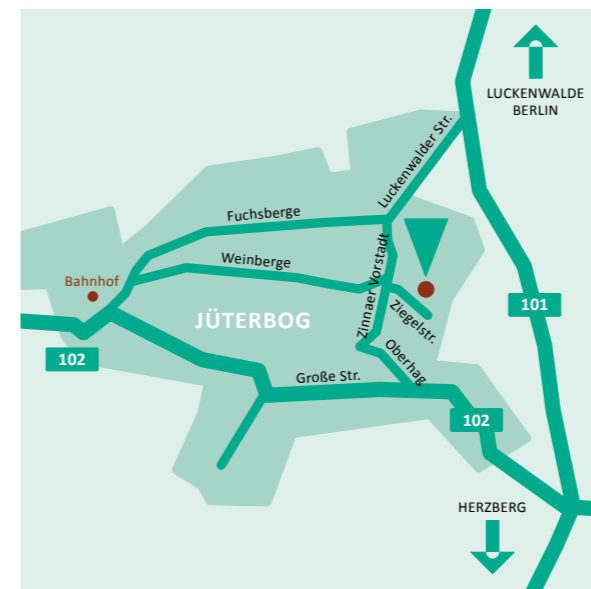 LUCKENWALDE
BERLIN
Luckenwalder Str.
Fuchsberge
Weinberge
Bahnhof
Zinnaer Vorstadt
Ziegelstr.
101
JÜTERBOG
102
Oberhag
Große Str.
102
HERZBERG